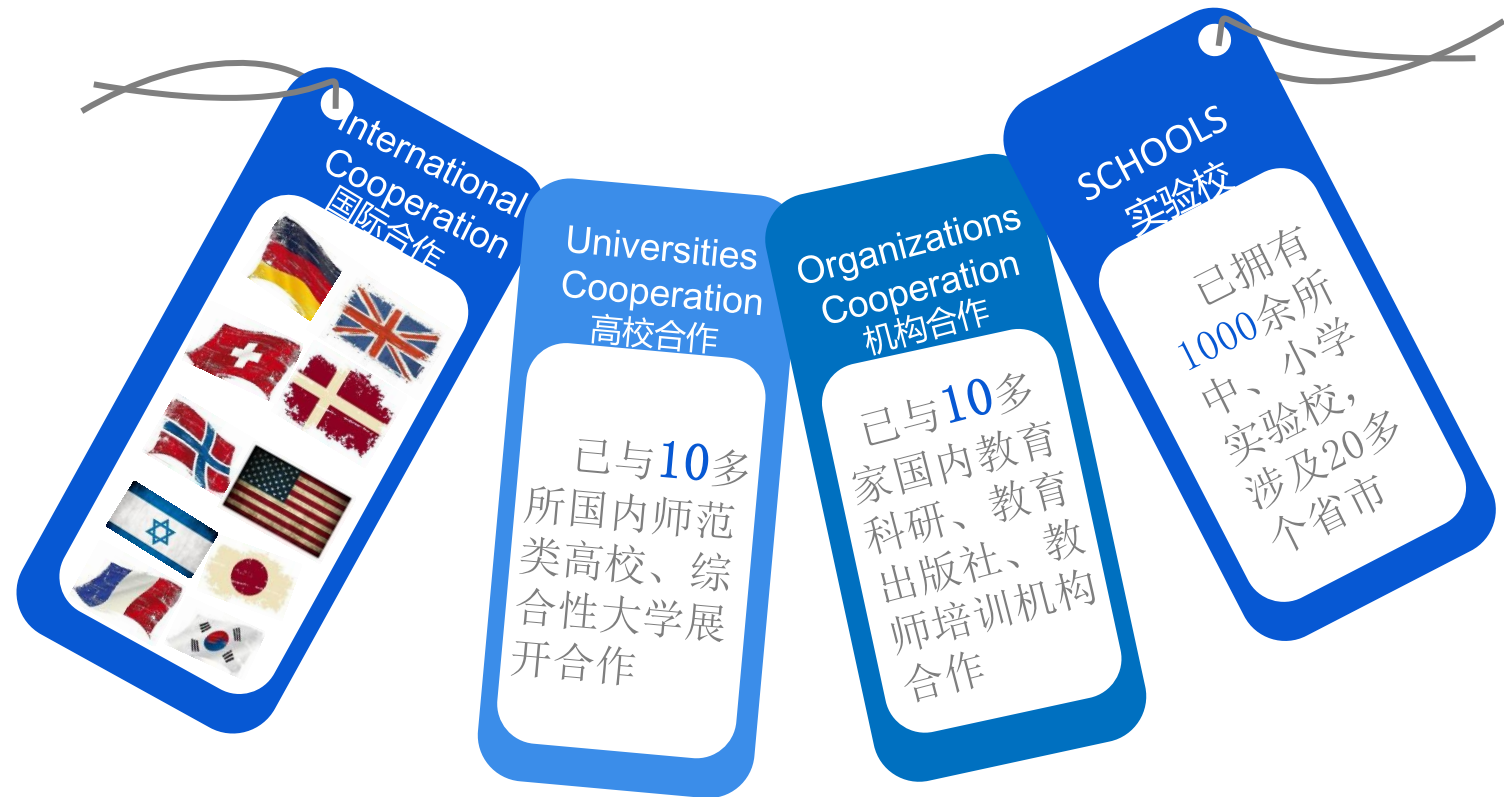 International
Cooperation
国际合作
Universities
Cooperation
高校合作
已与10多
所国内师范
类高校、综
合性大学展
开合作
Organizations
Cooperation
机构合作
已与10多
家国内教育
科研、教育
出版社、教
师培训机构
合作
SCHOOLS
实验校
已拥有
1000余所
中、小学
实验校，
涉及20多
个省市